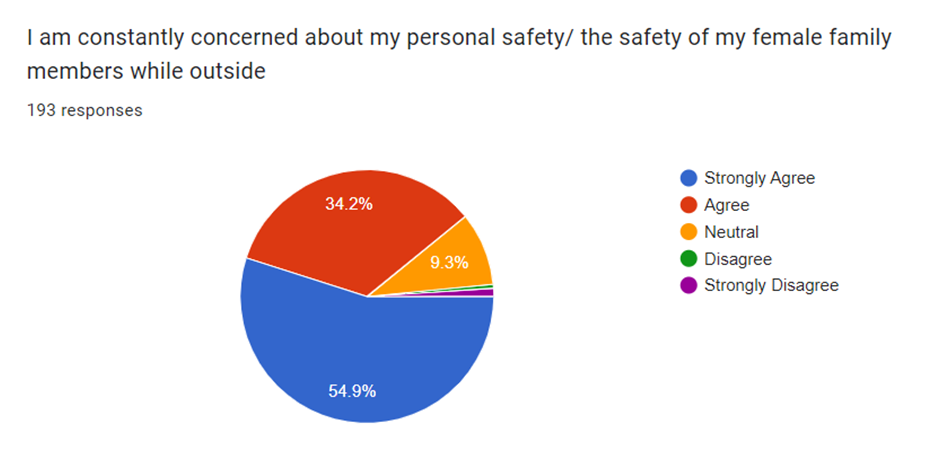 I am constantly concerned about my personal safety/ the safety of my female family
members while outside
193 responses
34.2%
9.3%
54.9%
Strongly Agree
Agree
Neutral
Disagree
Strongly Disagree